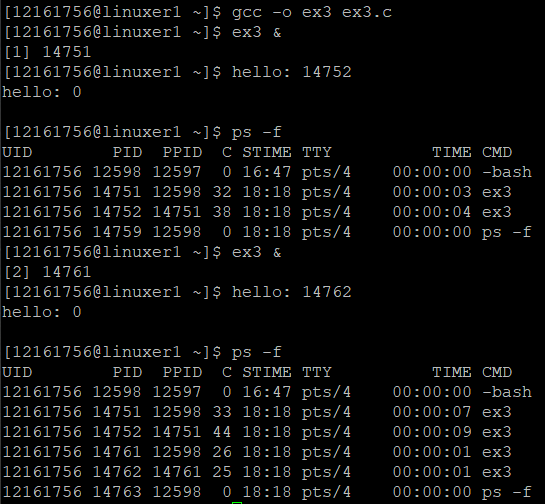 [12161756@linuxer1 ~]$ gcc -o ex3 ex3.c
[12161756@linuxer1 ~]$ ex3 &
[1] 14751
[12161756@linuxer1 ~]$ hello: 14752
hello: 0
[12161756@linuxer1 ~]$ ps -f
UID        PID  PPID  C STIME TTY          TIME CMD
12161756 12598 12597  0 16:47 pts/4    00:00:00 -bash
12161756 14751 12598 32 18:18 pts/4    00:00:03 ex3
12161756 14752 14751 38 18:18 pts/4    00:00:04 ex3
12161756 14759 12598  0 18:18 pts/4    00:00:00 ps -f
[12161756@linuxer1 ~]$ ex3 &
[2] 14761
[12161756@linuxer1 ~]$ hello: 14762
hello: 0
[12161756@linuxer1 ~]$ ps -f
UID        PID  PPID  C STIME TTY          TIME CMD
12161756 12598 12597  0 16:47 pts/4    00:00:00 -bash
12161756 14751 12598 33 18:18 pts/4    00:00:07 ex3
12161756 14752 14751 44 18:18 pts/4    00:00:09 ex3
12161756 14761 12598 26 18:18 pts/4    00:00:01 ex3
12161756 14762 14761 25 18:18 pts/4    00:00:01 ex3
12161756 14763 12598  0 18:18 pts/4    00:00:00 ps -f